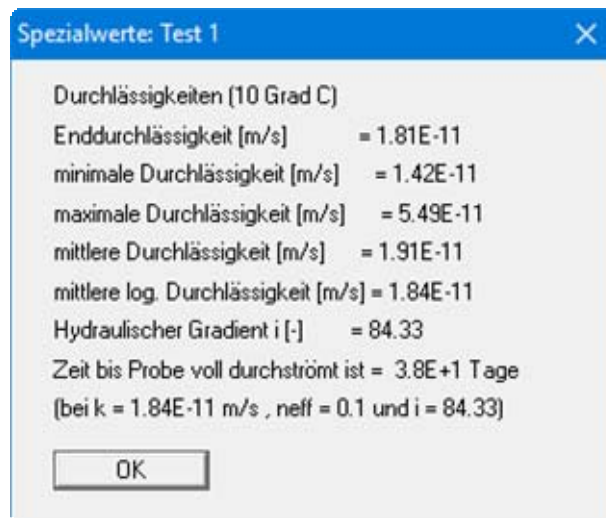 Spezialwerte: Test 1
Durchlässigkeiten (10 Grad C)
Enddurchlässigkeit [m/s] = 1.81E-11
minimale Durchlässigkeit [m/s] = 1.42E-11
maximale Durchlässigkeit [m/s] = 5.49E-11
mittlere Durchlässigkeit [m/s] = 1.91E-11
mittlere log. Durchlässigkeit [m/s] = 1.84E-11
Hydraulischer Gradient i [-] = 84.33
Zeit bis Probe voll durchströmt ist = 3.8E+1 Tage
(bei k = 1.84E-11 m/s , neff = 0.1 und i = 84.33)
OK